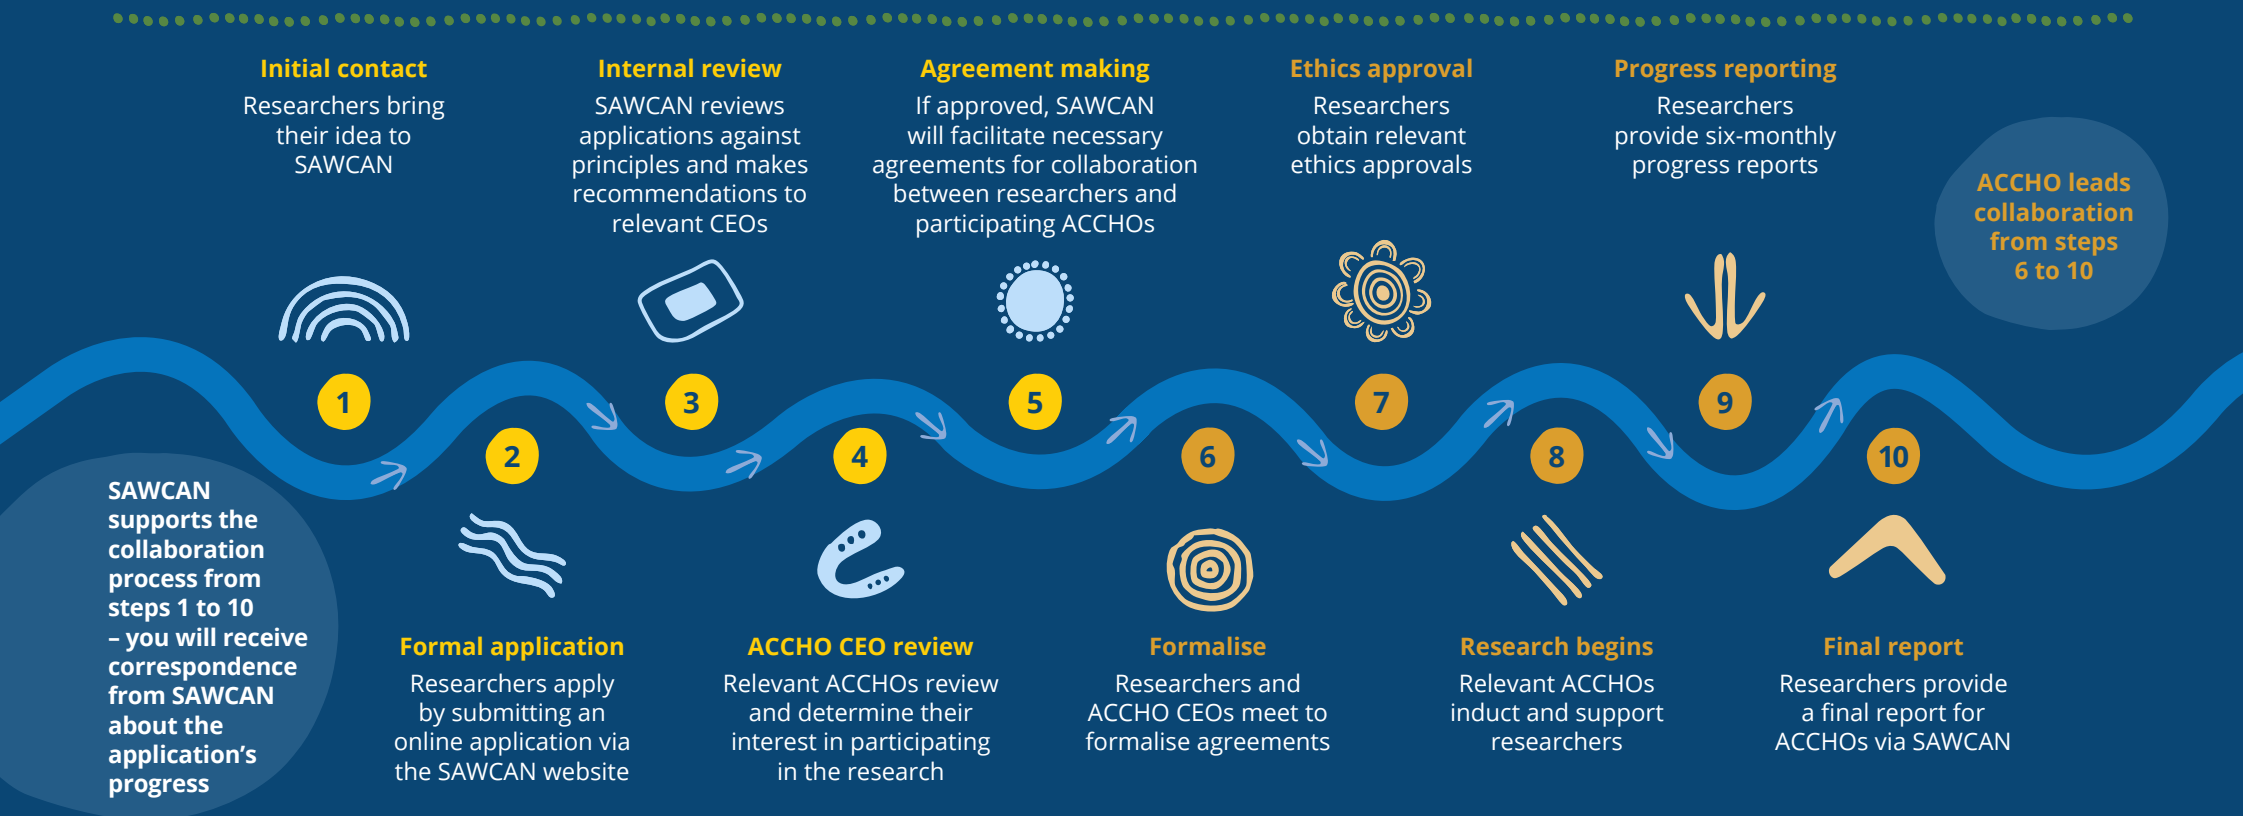 Initial contact
Researchers bring
their idea to
SAWCAN
1
SAWCAN
supports the
collaboration
process from
steps 1 to 10
– you will receive
correspondence
from SAWCAN
about the
application’s
progress
2
Formal application
Researchers apply
by submitting an
online application via
the SAWCAN website
Internal review
SAWCAN reviews
applications against
principles and makes
recommendations to
relevant CEOs
3
4
ACCHO CEO review
Relevant ACCHOs review
and determine their
interest in participating
in the research
Agreement making
If approved, SAWCAN
will facilitate necessary
agreements for collaboration
between researchers and
participating ACCHOs
5
6
Formalise
Researchers and
ACCHO CEOs meet to
formalise agreements
Ethics approval
Researchers
obtain relevant
ethics approvals
7
8
Research begins
Relevant ACCHOs
induct and support
researchers
Progress reporting
Researchers
provide six-monthly
progress reports
9
10
Final report
Researchers provide
a final report for
ACCHOs via SAWCAN
ACCHO leads
collaboration
from steps
6 to 10